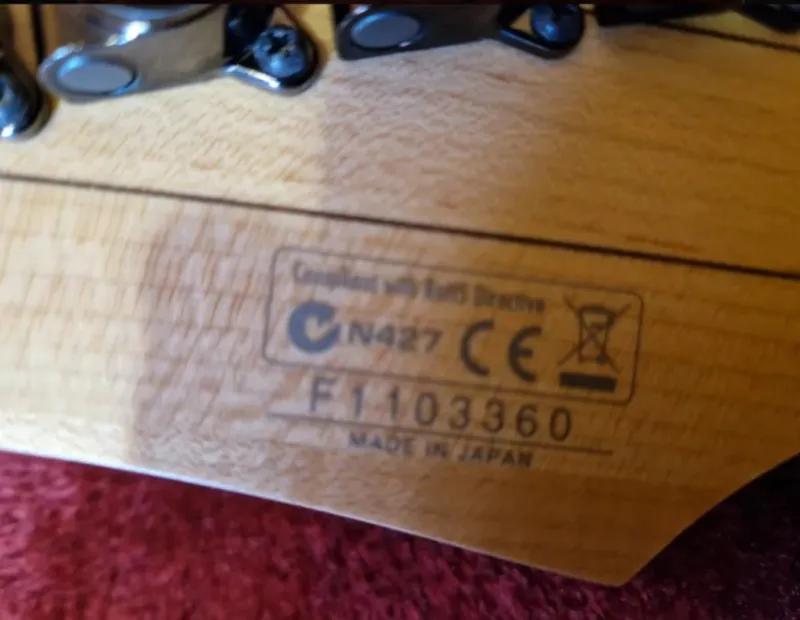 Compliant with RoHS Directive
N427 CE
F1103360
MADE IN JAPAN